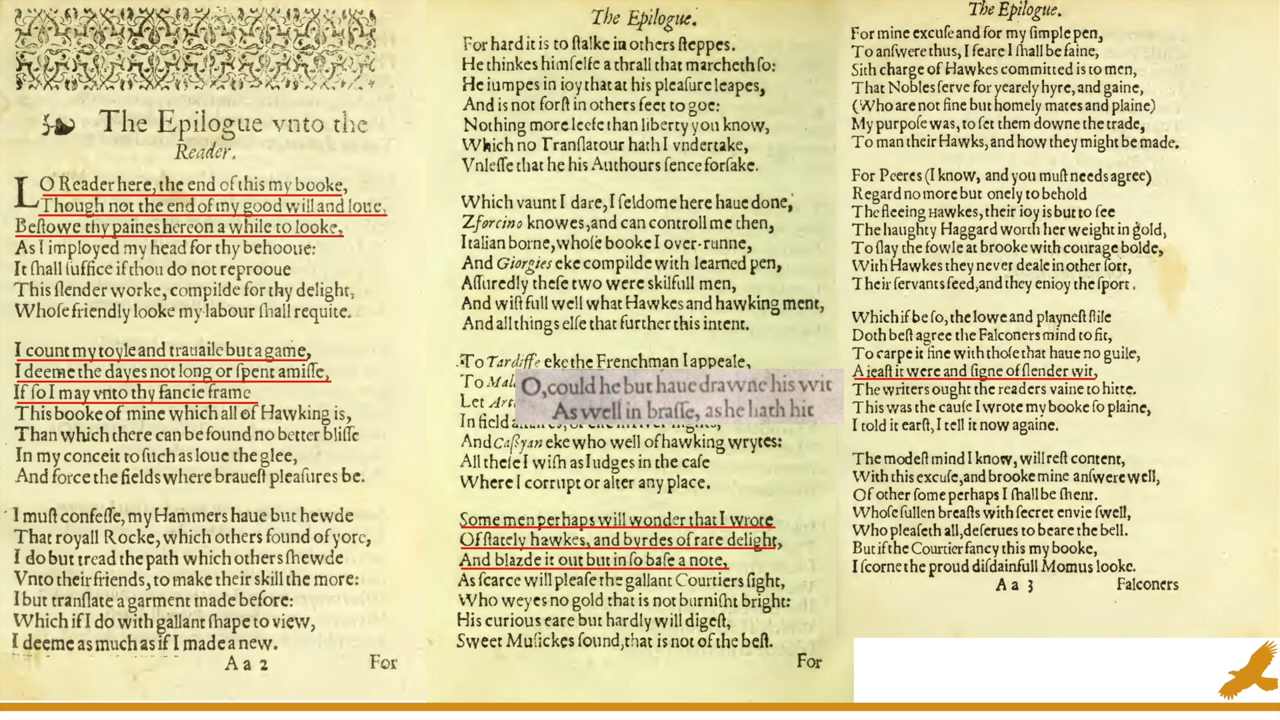 The Epilogue vnto the
Reader.
LO Reader here, the end of this my booke,
Though not the end of my good will and loue,
Beſtowe thy paines hereon a while to looke,
As I imployed my head for thy behooue:
It ſhall ſuffice if thou do not reprooue
This ſlender worke, compilde for thy delight,
Whoſe friendly looke my labour ſhall requite.
I count my toyle and trauaile but a game,
I deeme the dayes not long or ſpent amiſſe,
If ſo I may vnto thy fancie frame
This booke of mine which all of Hawking is,
Than which there can be found no better bliſſe
In my conceit to ſuch as loue the glee,
And force the fields where braueſt pleaſures be.
I muſt confeſſe, my Hammers haue but hewde
That royall Rocke, which others found of yore,
I do but tread the path which others ſhewde
Vnto their friends, to make their skill the more:
I but tranſlate a garment made before:
Which if I do with gallant ſhape to view,
I deeme as much as if I made a new.
A a 2 For
The Epilogue.
For hard it is to ſtalke in others ſteppes.
He thinkes himſelfe a thrall that marcheth ſo:
He iumpes in ioy that at his pleaſure leapes,
And is not forſt in others feet to goe:
Nothing more leefe than liberty you know,
Which no Tranſlatour hath I vndertake,
Vnleſſe that he his Authours ſence forſake.
Which vaunt I dare, I ſeldome here haue done,
Zforcino knowes, and can controll me then,
Italian borne, whoſe booke I over-runne,
And Giorgies eke compilde with learned pen,
Aſſuredly theſe two were skilfull men,
And wiſt full well what Hawkes and hawking ment,
And all things elſe that further this intent.
To Tardiffe eke the Frenchman I appeale,
To
Let
O, could he but haue drawne his wit
As well in braſſe, as he hath hit
In field
And Caſſyan eke who well of hawking wrytes:
All theſe I wiſh as Iudges in the caſe
Where I corrupt or alter any place.
Some men perhaps will wonder that I wrote
Of ſtately hawkes, and byrdes of rare delight,
And blazde it out but in ſo baſe a note,
As ſcarce will pleaſe the gallant Courtiers ſight,
Who weyes no gold that is not burniſht bright:
His curious eare but hardly will digeſt,
Sweet Muſickes ſound, that is not of the beſt.
For
The Epilogue.
For mine excuſe and for my ſimple pen,
To anſwere thus, I feare I ſhall be faine,
Sith charge of Hawkes committed is to men,
That Nobles ſerve for yearely hyre, and gaine,
(Who are not fine but homely mates and plaine)
My purpoſe was, to ſet them downe the trade,
To man their Hawks, and how they might be made.
For Peeres (I know, and you muſt needs agree)
Regard no more but onely to behold
The fleeing Hawkes, their ioy is but to ſee
The haughty Haggard worth her weight in gold,
To ſlay the fowle at brooke with courage bolde,
With Hawkes they never deale in other ſort,
Their ſervants feed, and they enjoy the ſport.
Which if be ſo, the lowe and playneſt ſtile
Doth beſt agree the Falconers mind to fit,
To carpe it fine with thoſe that haue no guile,
A ieaſt it were and ſigne of ſlender wit,
The writers ought the readers vaine to hitte.
This was the cauſe I wrote my booke ſo plaine,
I told it earſt, I tell it now againe.
The modeſt mind I know, will reſt content,
With this excuſe, and brooke mine anſwere well,
Of other ſome perhaps I ſhall be ſhent.
Whoſe ſullen breaſts with ſecret envie ſwell,
Who pleaſeth all, deſerues to beare the bell.
But if the Courtier fancy this my booke,
I ſcorne the proud diſdainfull Momus looke.
A a 3 Falconers